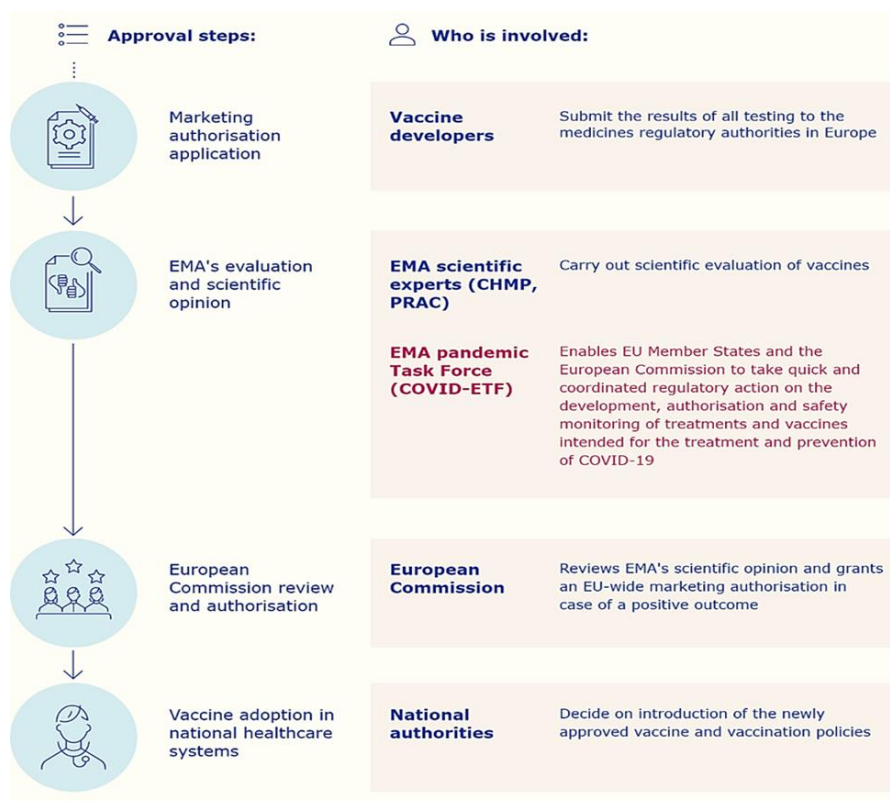 Approval steps:
Who is involved:
Marketing
authorisation
application
Vaccine
developers
Submit the results of all testing to the
medicines regulatory authorities in Europe
EMA's evaluation
and scientific
opinion
EMA scientific
experts (CHMP,
PRAC)
Carry out scientific evaluation of vaccines
EMA pandemic
Task Force
(COVID-ETF)
Enables EU Member States and the
European Commission to take quick and
coordinated regulatory action on the
development, authorisation and safety
monitoring of treatments and vaccines
intended for the treatment and prevention
of COVID-19
European
Commission review
and authorisation
European
Commission
Reviews EMA's scientific opinion and grants
an EU-wide marketing authorisation in
case of a positive outcome
Vaccine adoption in
national healthcare
systems
National
authorities
Decide on introduction of the newly
approved vaccine and vaccination policies